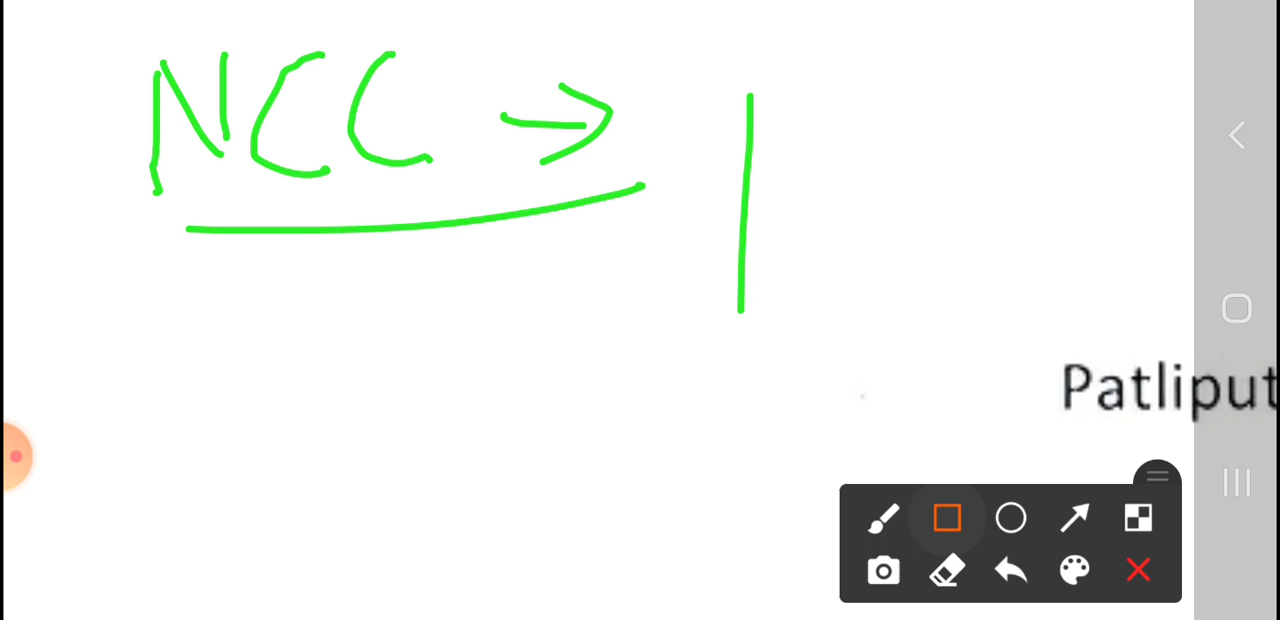 NCC → |
Patliput